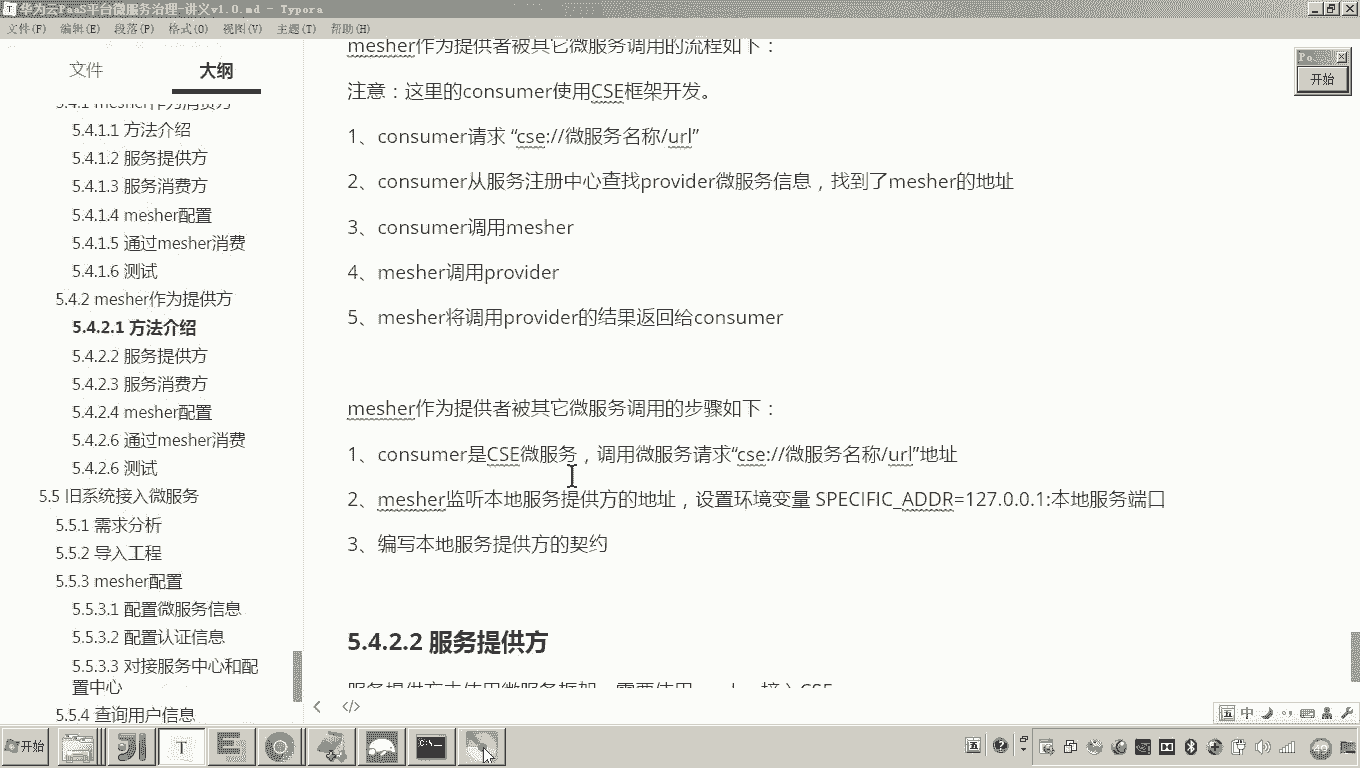 华为云PaaS平台微服务治理-讲义v1.0.md - Typora
文件(F) 编辑(E) 段落(P) 格式(O) 视图(V) 主题(T) 帮助(H)
文件 大纲
5.4.1 mesher作为消费方
5.4.1.1 方法介绍
5.4.1.2 服务提供方
5.4.1.3 服务消费方
5.4.1.4 mesher配置
5.4.1.5 通过mesher消费
5.4.1.6 测试
5.4.2 mesher作为提供方
5.4.2.1 方法介绍
5.4.2.2 服务提供方
5.4.2.3 服务消费方
5.4.2.4 mesher配置
5.4.2.6 通过mesher消费
5.4.2.6 测试
5.5 旧系统接入微服务
5.5.1 需求分析
5.5.2 导入工程
5.5.3 mesher配置
5.5.3.1 配置微服务信息
5.5.3.2 配置认证信息
5.5.3.3 对接服务中心和配
置中心
5.5.4 查询用户信息
mesher作为提供者被其它微服务调用的流程如下：
注意：这里的consumer使用CSE框架开发。
1、consumer请求 “cse://微服务名称/url”
2、consumer从服务注册中心查找provider微服务信息，找到了mesher的地址
3、consumer调用mesher
4、mesher调用provider
5、mesher将调用provider的结果返回给consumer
mesher作为提供者被其它微服务调用的步骤如下：
1、consumer是CSE微服务，调用微服务请求“cse://微服务名称/url”地址
2、mesher监听本地服务提供方的地址，设置环境变量 SPECIFIC_ADDR=127.0.0.1:本地服务端口
3、编写本地服务提供方的契约
5.4.2.2 服务提供方
Po...
开始
五 中
开始
五
49